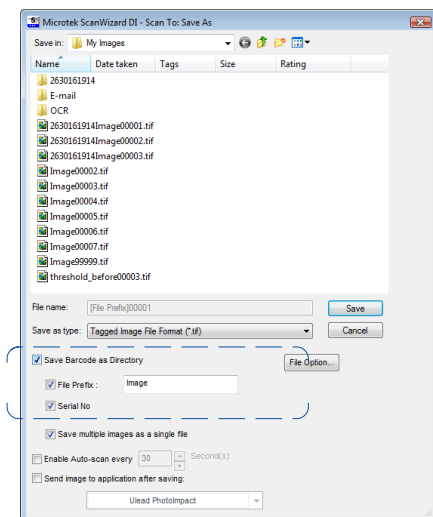 Microtek ScanWizard DI - Scan To: Save As
Save in: My Images
Name Date taken Tags Size Rating
2630161914
E-mail
OCR
2630161914Image00001.tif
2630161914Image00002.tif
2630161914Image00003.tif
Image00002.tif
Image00003.tif
Image00004.tif
Image00005.tif
Image00006.tif
Image00007.tif
Image99999.tif
threshold_before00003.tif
File name: [File Prefix]00001 Save
Save as type: Tagged Image File Format (*.tif) Cancel
Save Barcode as Directory File Option...
File Prefix : Image
Serial No
Save multiple images as a single file
Enable Auto-scan every 30 Second(s)
Send image to application after saving:
Ulead PhotoImpact